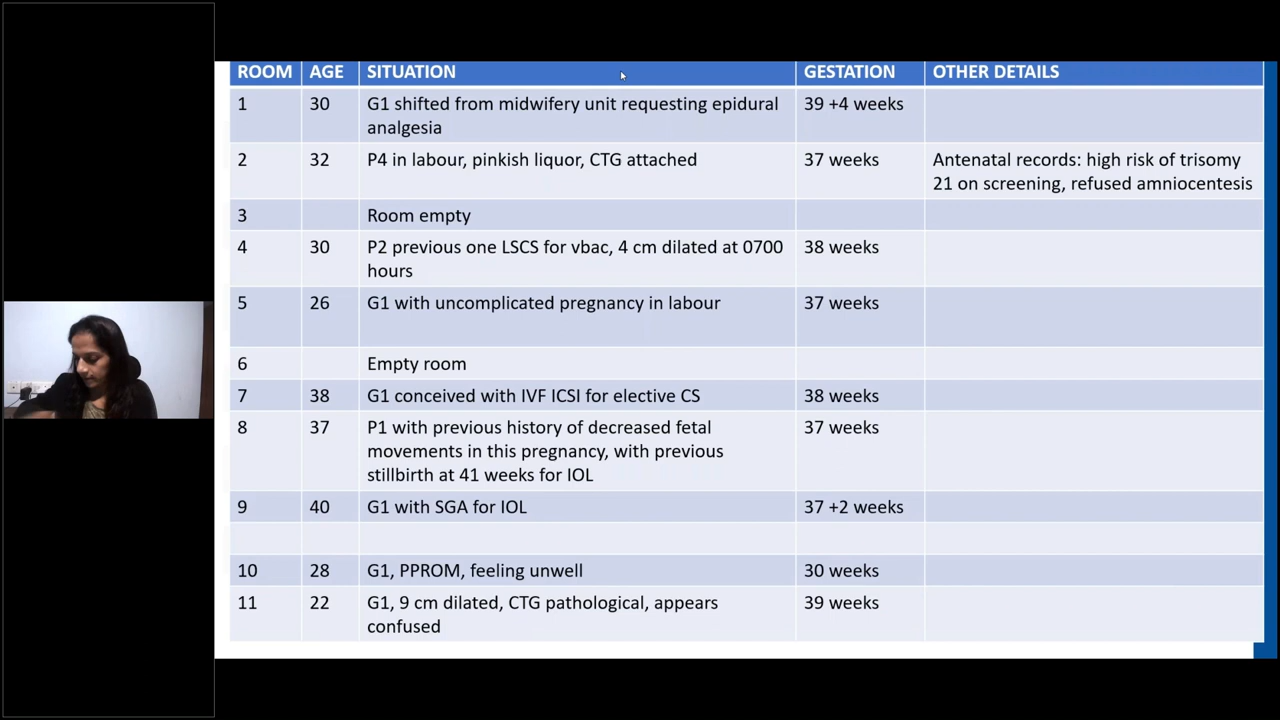 ROOM AGE SITUATION GESTATION OTHER DETAILS
1 30 G1 shifted from midwifery unit requesting epidural 39 +4 weeks
analgesia
2 32 P4 in labour, pinkish liquor, CTG attached 37 weeks Antenatal records: high risk of trisomy
21 on screening, refused amniocentesis
3 Room empty
4 30 P2 previous one LSCS for vbac, 4 cm dilated at 0700 38 weeks
hours
5 26 G1 with uncomplicated pregnancy in labour 37 weeks
6 Empty room
7 38 G1 conceived with IVF ICSI for elective CS 38 weeks
8 37 P1 with previous history of decreased fetal 37 weeks
movements in this pregnancy, with previous
stillbirth at 41 weeks for IOL
9 40 G1 with SGA for IOL 37 +2 weeks
10 28 G1, PPROM, feeling unwell 30 weeks
11 22 G1, 9 cm dilated, CTG pathological, appears 39 weeks
confused